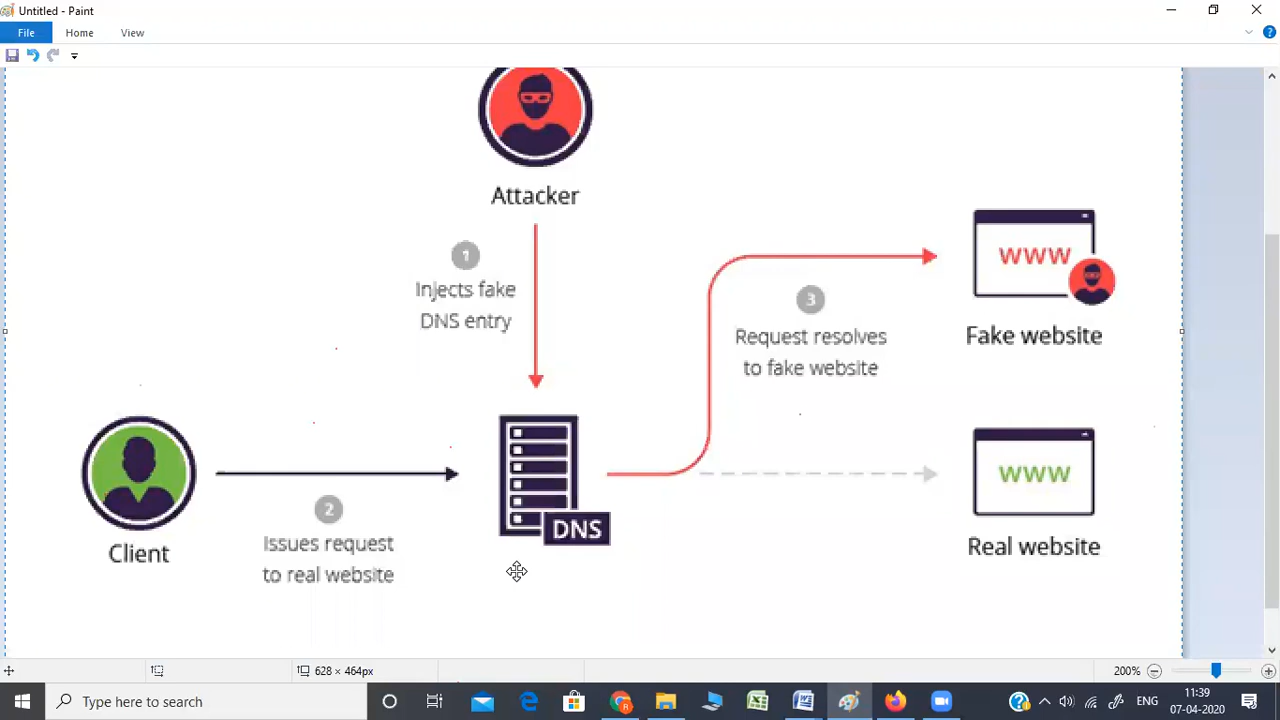 Untitled - Paint
File
Home
View
Attacker
1
Injects fake
DNS entry
www
3
Request resolves
to fake website
Fake website
www
DNS
2
Issues request
to real website
Client
Real website
628 × 464px
200%
Type here to search
ENG
11:39
07-04-2020